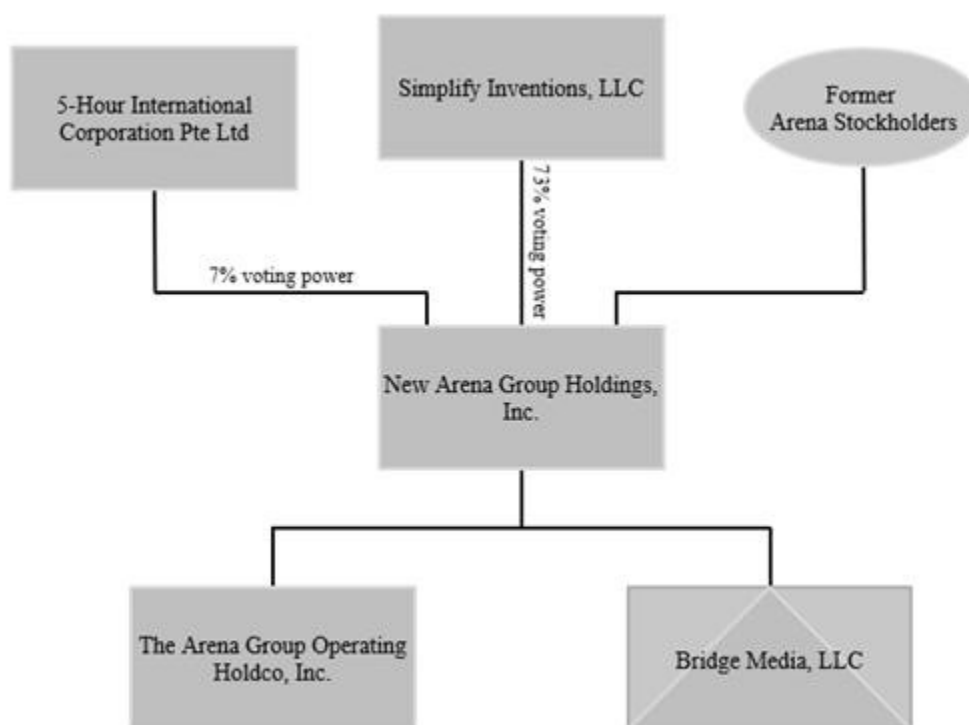 5-Hour International
Corporation Pte Ltd
Simplify Inventions, LLC
Former
Arena Stockholders
7% voting power
73% voting power
New Arena Group Holdings,
Inc.
The Arena Group Operating
Holdco, Inc.
Bridge Media, LLC